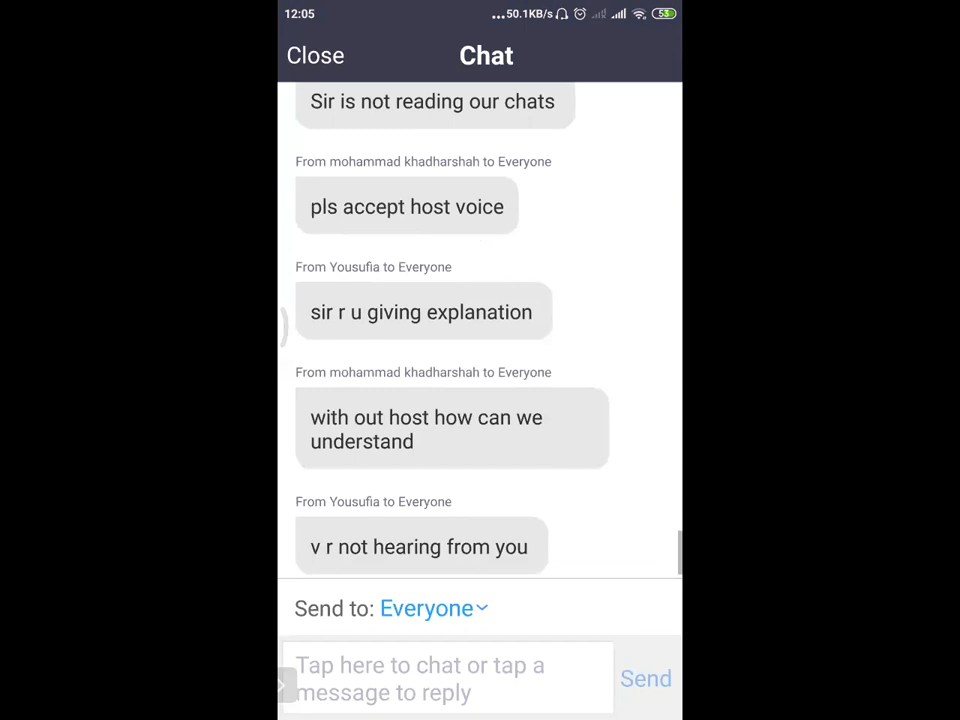 12:05
...50.1KB/s
53
Close
Chat
Sir is not reading our chats
From mohammad khadharshah to Everyone
pls accept host voice
From Yousufia to Everyone
sir r u giving explanation
From mohammad khadharshah to Everyone
with out host how can we
understand
From Yousufia to Everyone
v r not hearing from you
Send to: Everyone
Tap here to chat or tap a
message to reply
Send